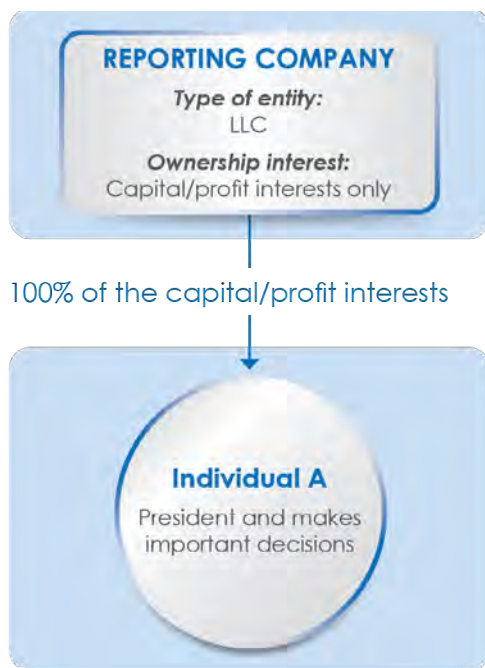 REPORTING COMPANY
Type of entity:
LLC
Ownership interest:
Capital/profit interests only
100% of the capital/profit interests
Individual A
President and makes
important decisions